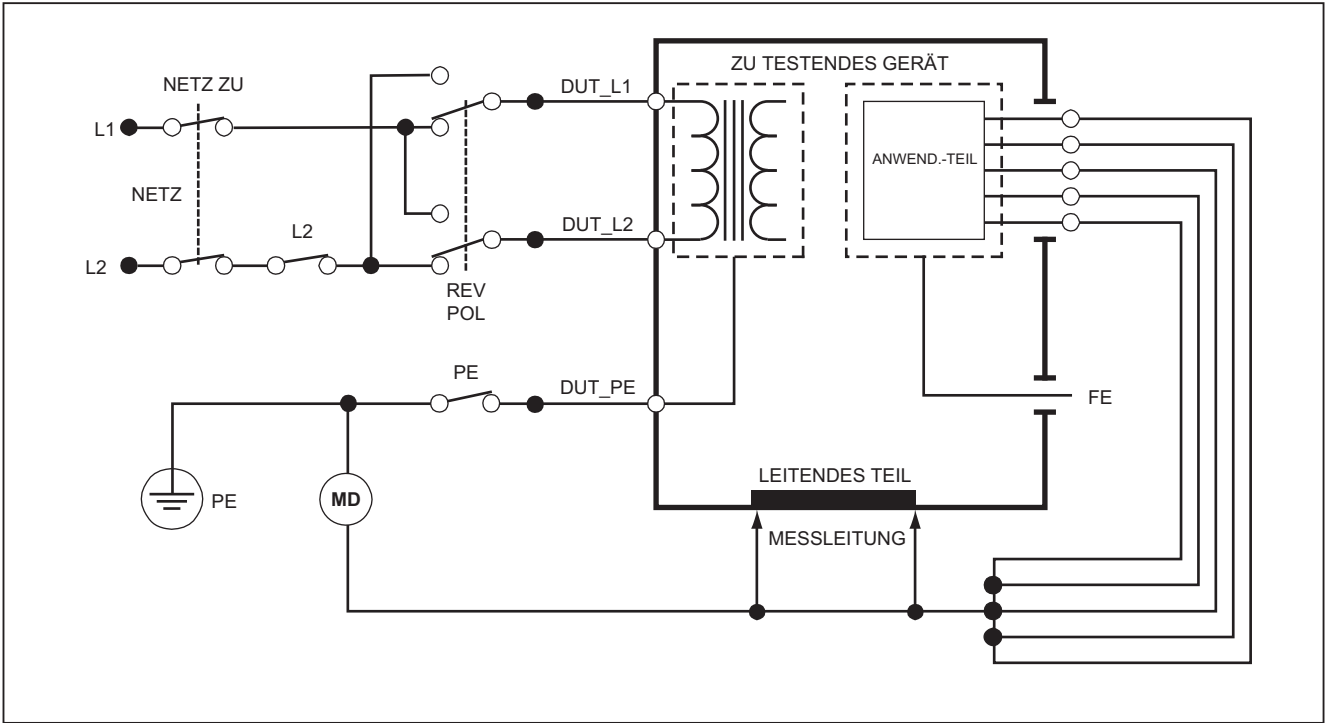 ZU TESTENDES GERÄT
NETZ ZU
DUT_L1
L1
ANWEND.-TEIL
NETZ
DUT_L2
L2
L2
REV
POL
PE
DUT_PE
FE
LEITENDES TEIL
PE
MD
MESSLEITUNG